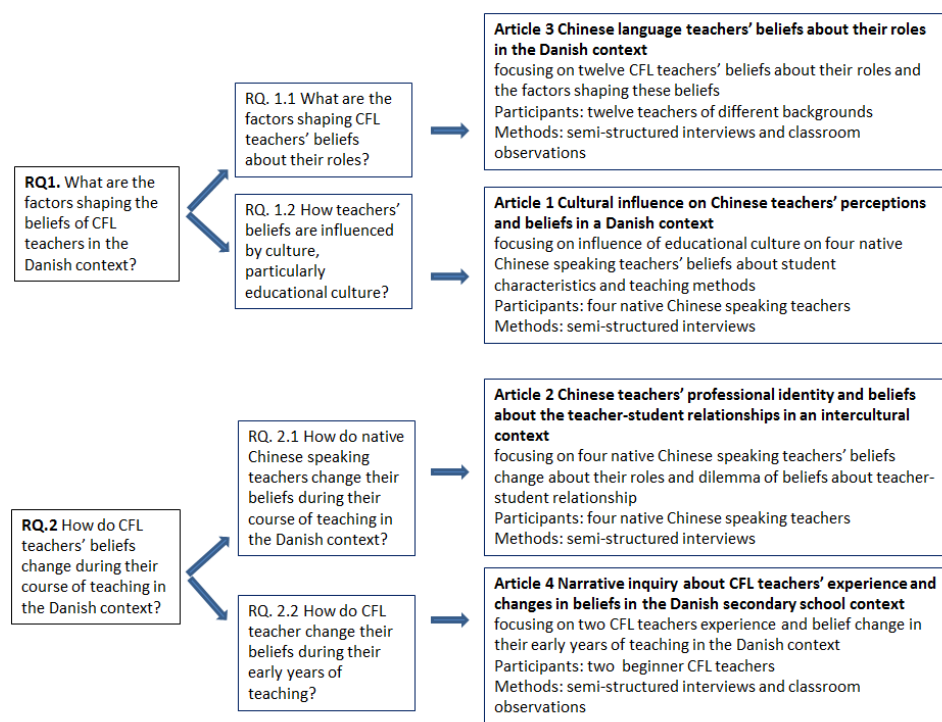 RQ1. What are the
factors shaping the
beliefs of CFL
teachers in the
Danish context?
RQ. 1.1 What are the
factors shaping CFL
teachers’ beliefs
about their roles?
Article 3 Chinese language teachers’ beliefs about their roles
in the Danish context
focusing on twelve CFL teachers’ beliefs about their roles and
the factors shaping these beliefs
Participants: twelve teachers of different backgrounds
Methods: semi-structured interviews and classroom
observations
RQ. 1.2 How teachers’
beliefs are influenced
by culture,
particularly
educational culture?
Article 1 Cultural influence on Chinese teachers’ perceptions
and beliefs in a Danish context
focusing on influence of educational culture on four native
Chinese speaking teachers’ beliefs about student
characteristics and teaching methods
Participants: four native Chinese speaking teachers
Methods: semi-structured interviews
RQ.2 How do CFL
teachers’ beliefs
change during their
course of teaching in
the Danish context?
RQ. 2.1 How do native
Chinese speaking
teachers change their
beliefs during their
course of teaching in
the Danish context?
Article 2 Chinese teachers’ professional identity and beliefs
about the teacher-student relationships in an intercultural
context
focusing on four native Chinese speaking teachers’ beliefs
change about their roles and dilemma of beliefs about teacher-
student relationship
Participants: four native Chinese speaking teachers
Methods: semi-structured interviews
RQ. 2.2 How do CFL
teacher change their
beliefs during their
early years of
teaching?
Article 4 Narrative inquiry about CFL teachers’ experience and
changes in beliefs in the Danish secondary school context
focusing on two CFL teachers experience and belief change in
their early years of teaching in the Danish context
Participants: two beginner CFL teachers
Methods: semi-structured interviews and classroom
observations